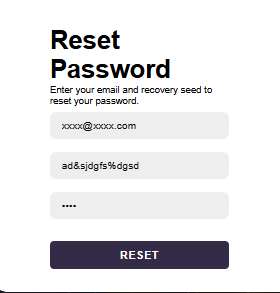 Reset
Password
Enter your email and recovery seed to
reset your password.
xxxx@xxxx.com
ad&sjdgfs%dgsd
••••
RESET